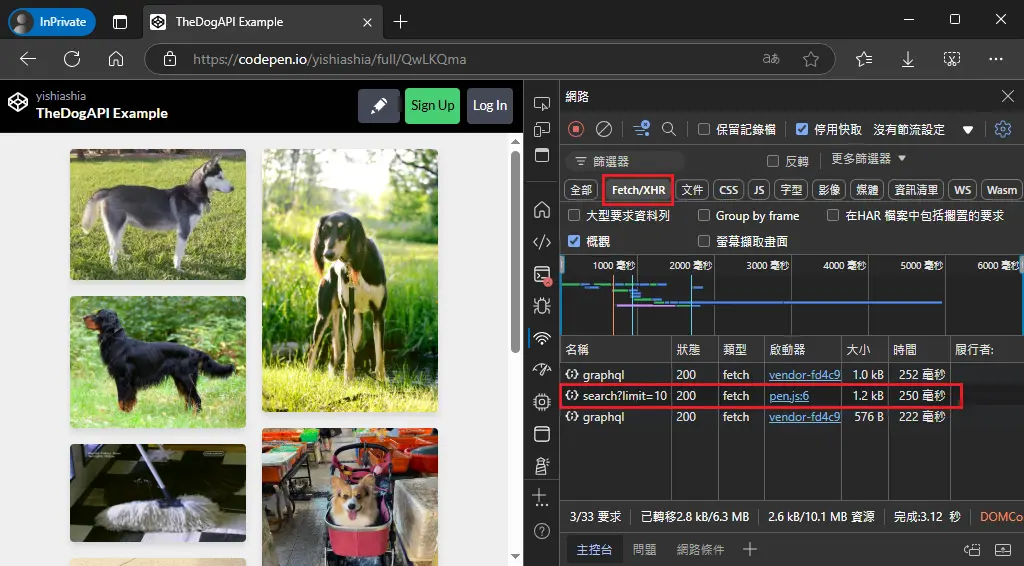 InPrivate
TheDogAPI Example
https://codepen.io/yishiashia/full/QwLKQma
aあ
yishiashia
TheDogAPI Example
Sign Up
Log In
網路
保留記錄檔
停用快取
沒有節流設定
篩選器
反轉
更多篩選器
全部
Fetch/XHR
文件
CSS
JS
字型
影像
媒體
資訊清單
WS
Wasm
大型要求資料列
Group by frame
在HAR 檔案中包括擱置的要求
概觀
螢幕擷取畫面
1000 毫秒
2000 毫秒
3000 毫秒
4000 毫秒
5000 毫秒
6000 毫秒
名稱 狀態 類型 啟動器 大小 時間 履行者:
graphql 200 fetch vendor-fd4c9 1.0 kB 252 毫秒
search?limit=10 200 fetch pen.js:6 1.2 kB 250 毫秒
graphql 200 fetch vendor-fd4c9 576 B 222 毫秒
3/33 要求 已轉移2.8 kB/6.3 MB 2.6 kB/10.1 MB 資源 完成:3.12 秒 DOMCo
主控台 問題 網路條件